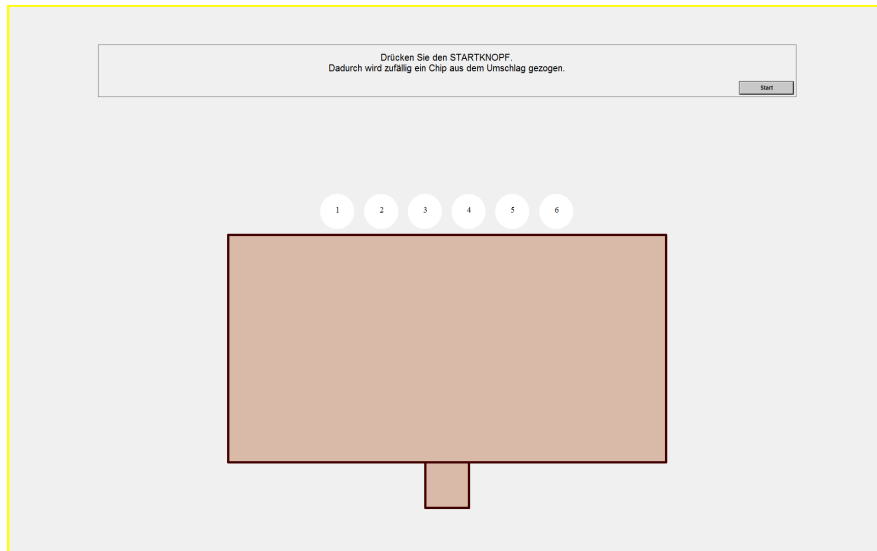 Drücken Sie den STARTKNOPF.
Dadurch wird zufällig ein Chip aus dem Umschlag gezogen.
Start
1 2 3 4 5 6